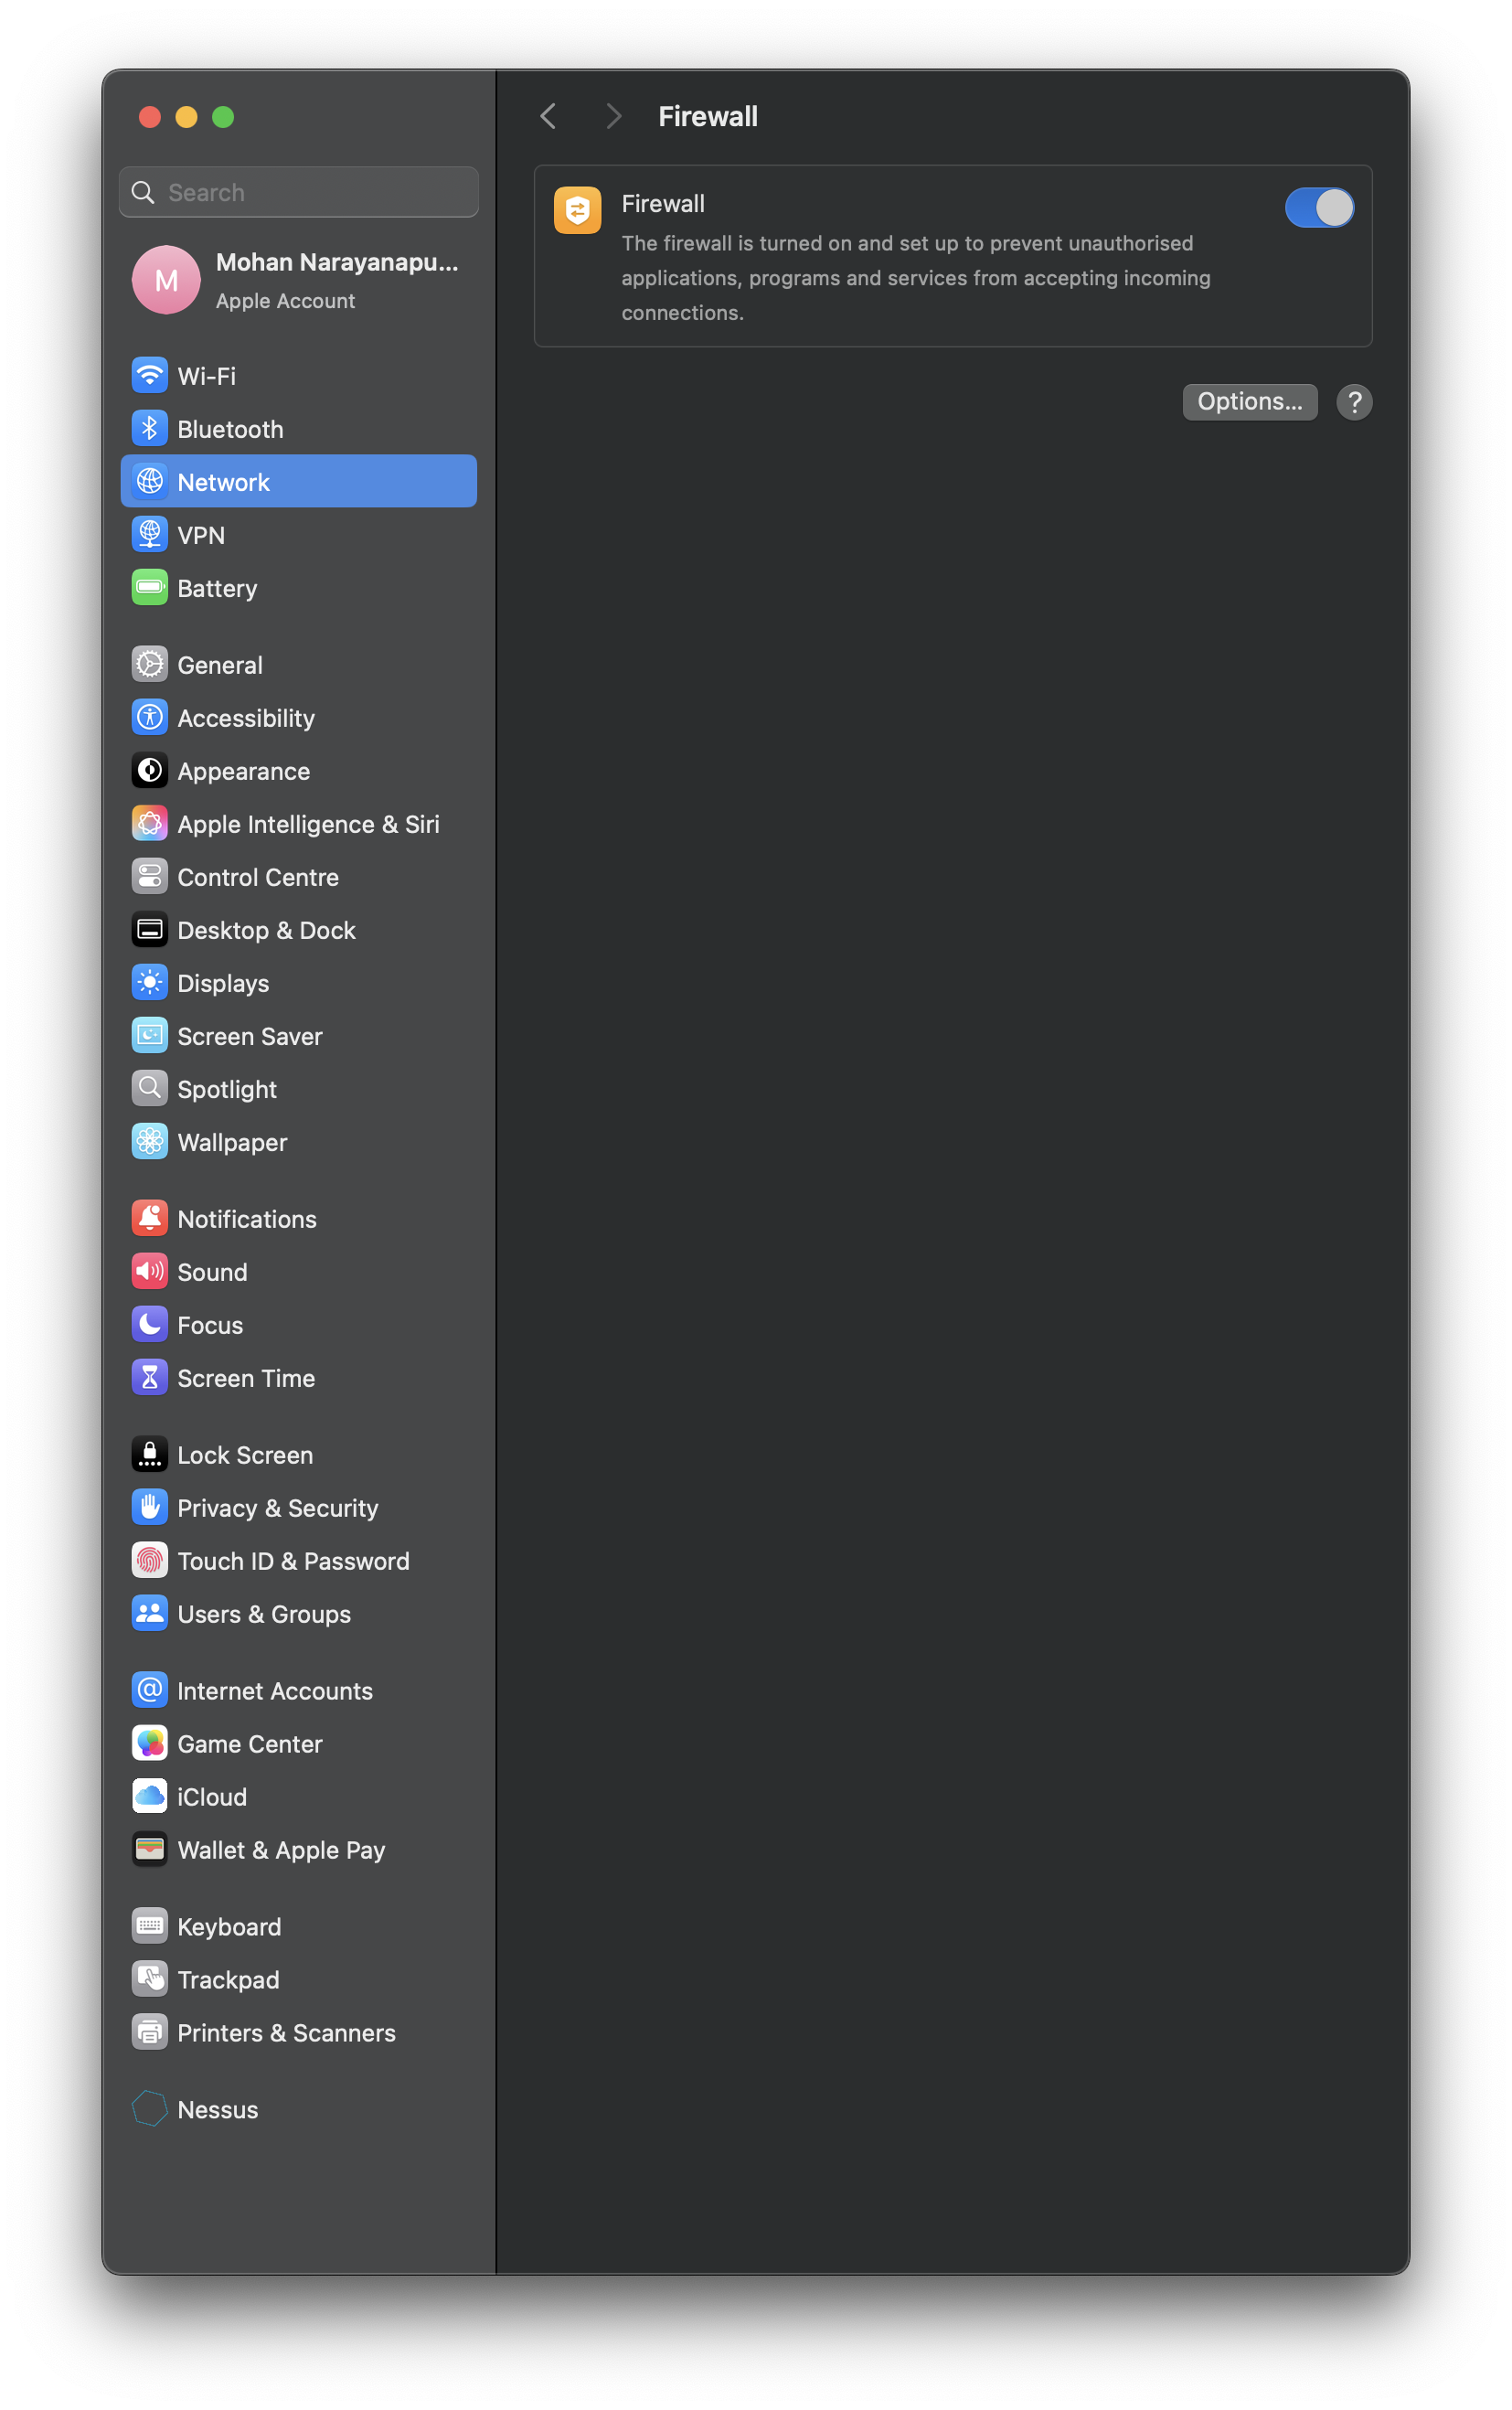 Search
M
Mohan Narayanapu...
Apple Account
Wi-Fi
Bluetooth
Network
VPN
Battery
General
Accessibility
Appearance
Apple Intelligence & Siri
Control Centre
Desktop & Dock
Displays
Screen Saver
Spotlight
Wallpaper
Notifications
Sound
Focus
Screen Time
Lock Screen
Privacy & Security
Touch ID & Password
Users & Groups
Internet Accounts
Game Center
iCloud
Wallet & Apple Pay
Keyboard
Trackpad
Printers & Scanners
Nessus
Firewall
Firewall
The firewall is turned on and set up to prevent unauthorised
applications, programs and services from accepting incoming
connections.
Options...
?